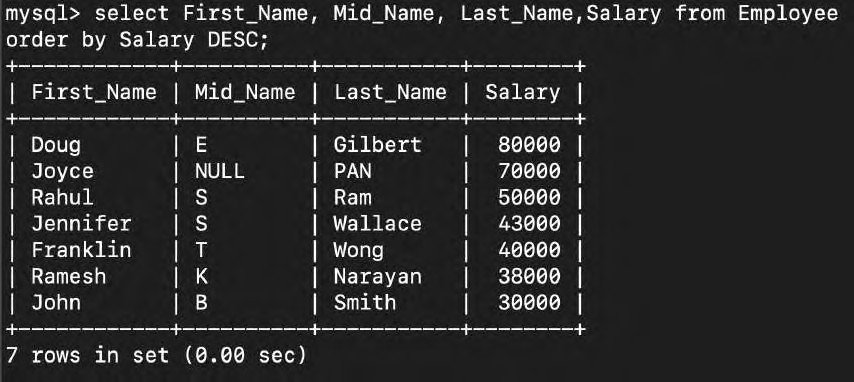 mysql> select First_Name, Mid_Name, Last_Name,Salary from Employee
order by Salary DESC;
+------------+----------+-----------+--------+
| First_Name | Mid_Name | Last_Name | Salary |
+------------+----------+-----------+--------+
| Doug       | E        | Gilbert   |  80000 |
| Joyce      | NULL     | PAN       |  70000 |
| Rahul      | S        | Ram       |  50000 |
| Jennifer   | S        | Wallace   |  43000 |
| Franklin   | T        | Wong      |  40000 |
| Ramesh     | K        | Narayan   |  38000 |
| John       | B        | Smith     |  30000 |
+------------+----------+-----------+--------+
7 rows in set (0.00 sec)